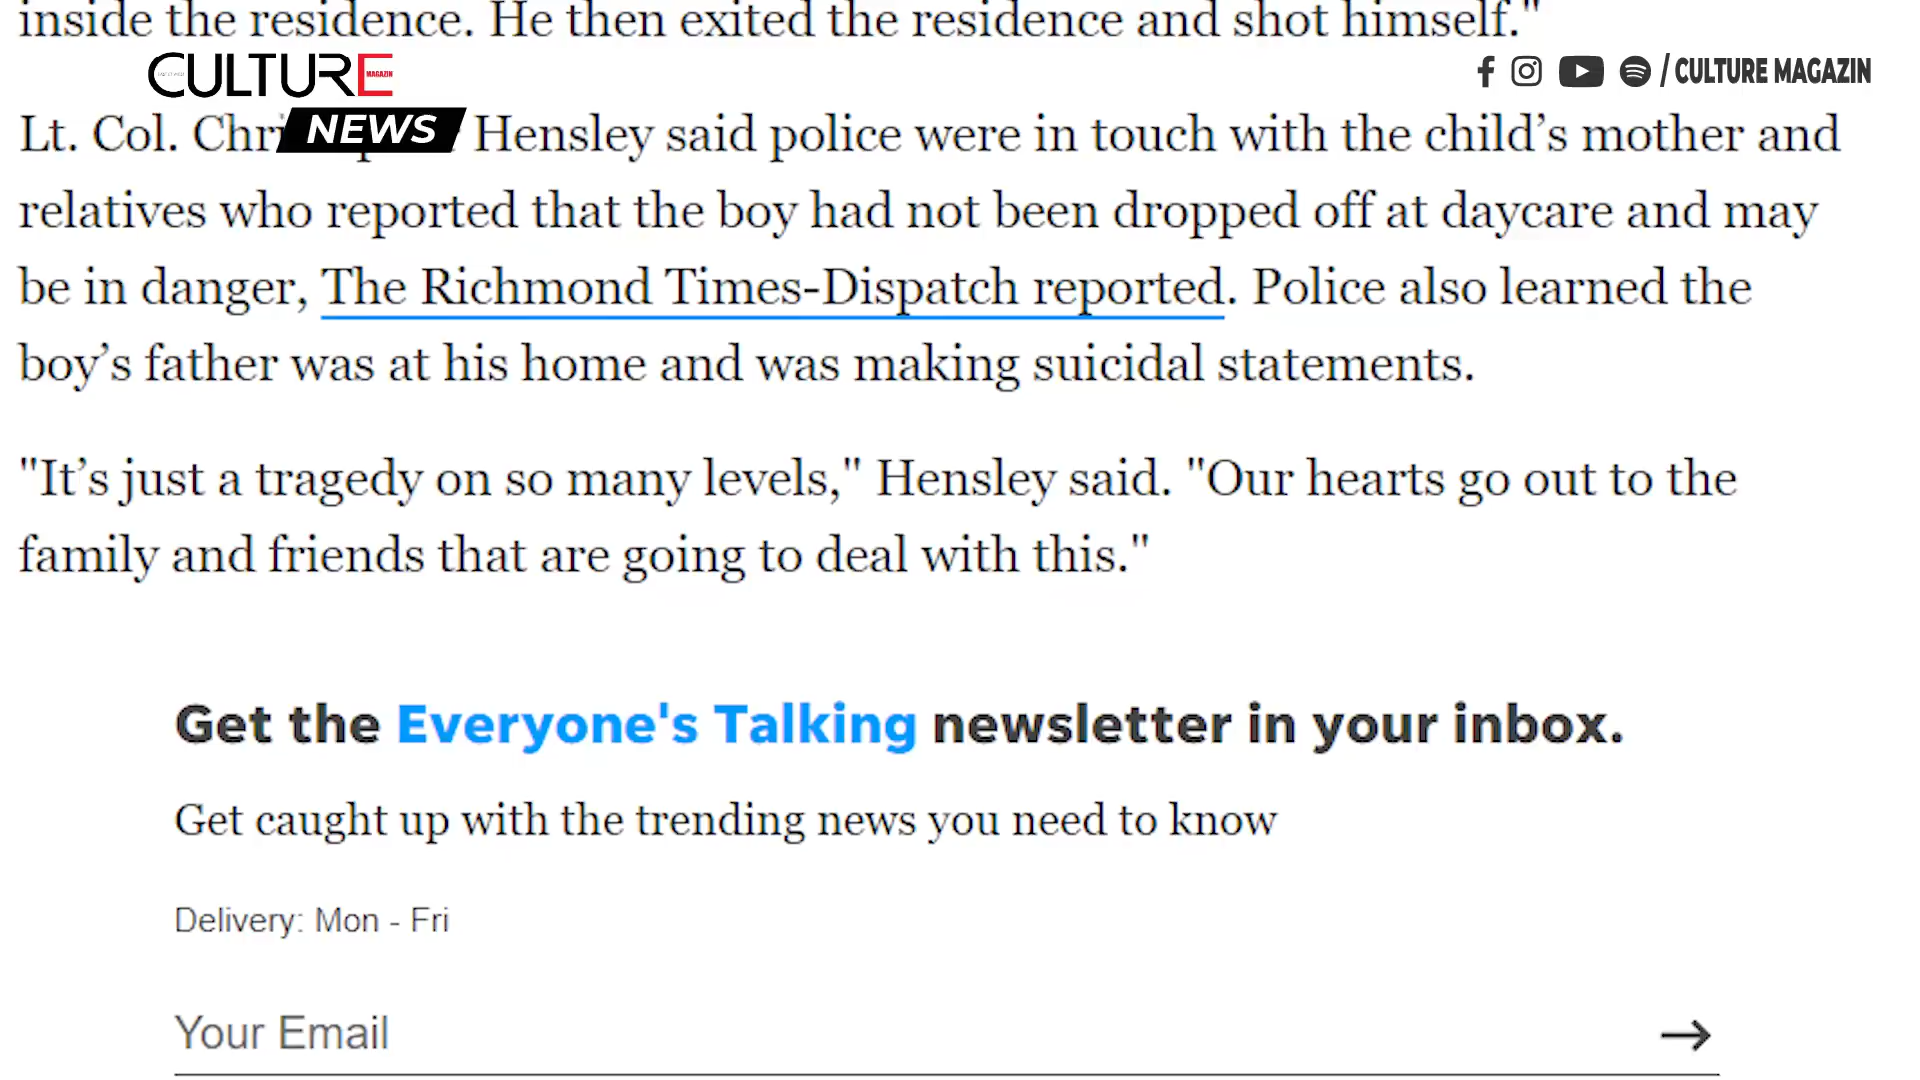 inside the residence. He then exited the residence and shot himself."
CULTURE
MAGAZIN
/ CULTURE MAGAZIN
NEWS
Lt. Col. Hensley said police were in touch with the child’s mother and
relatives who reported that the boy had not been dropped off at daycare and may
be in danger, The Richmond Times-Dispatch reported. Police also learned the
boy’s father was at his home and was making suicidal statements.
"It’s just a tragedy on so many levels," Hensley said. "Our hearts go out to the
family and friends that are going to deal with this."
Get the Everyone's Talking newsletter in your inbox.
Get caught up with the trending news you need to know
Delivery: Mon - Fri
Your Email